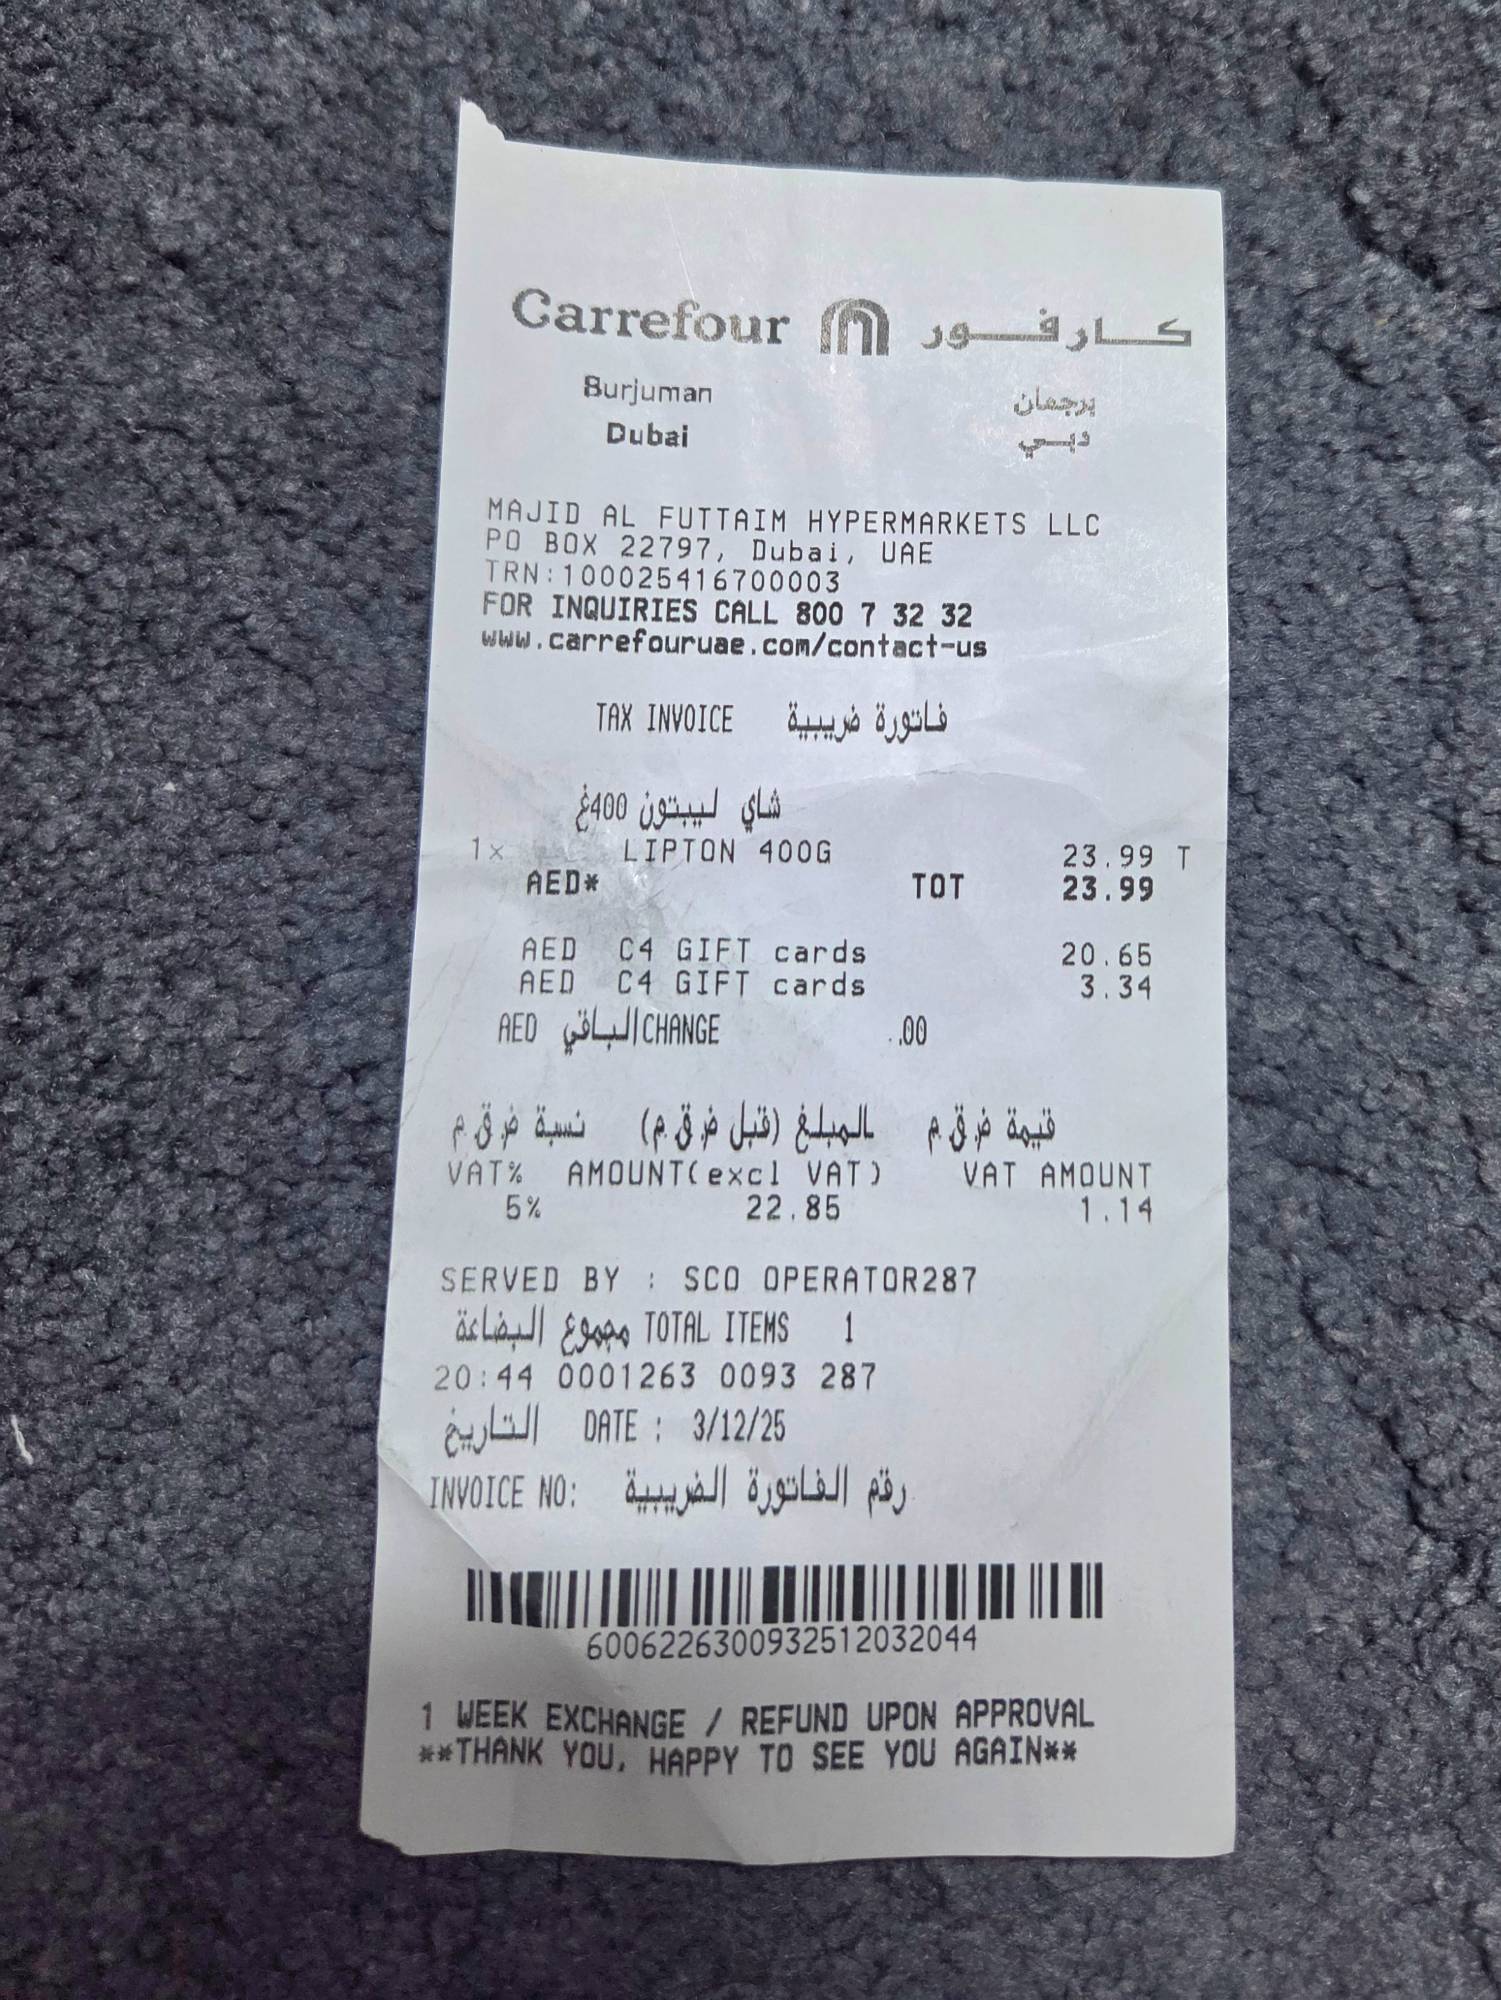 Carrefour كارفور
Burjuman برجمان
Dubai دبي
MAJID AL FUTTAIM HYPERMARKETS LLC
PO BOX 22797, Dubai, UAE
TRN:100025416700003
FOR INQUIRIES CALL 800 7 32 32
www.carrefouruae.com/contact-us
TAX INVOICE فاتورة ضريبية
شاي ليبتون 400غ
1x LIPTON 400G 23.99 T
AED* TOT 23.99
AED C4 GIFT cards 20.65
AED C4 GIFT cards 3.34
AED الباقي CHANGE .00
نسبة ض.ق.م المبلغ (قبل ض.ق.م) قيمة ض.ق.م
VAT% AMOUNT(excl VAT) VAT AMOUNT
5% 22.85 1.14
SERVED BY : SCO OPERATOR287
مجموع البضاعة TOTAL ITEMS 1
20:44 0001263 0093 287
التاريخ DATE : 3/12/25
INVOICE NO: رقم الفاتورة الضريبية
6006226300932512032044
1 WEEK EXCHANGE / REFUND UPON APPROVAL
**THANK YOU, HAPPY TO SEE YOU AGAIN**